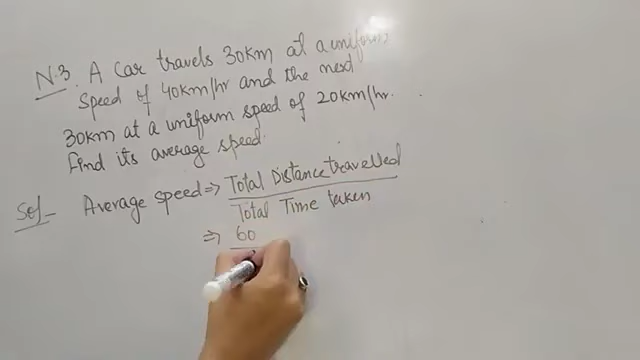 N.3. A Car travels 30km at a uniform
speed of 40km/hr and the next
30km at a uniform speed of 20km/hr.
Find its average speed.
Sol- Average speed => Total Distance travelled
Total Time taken
=> 60